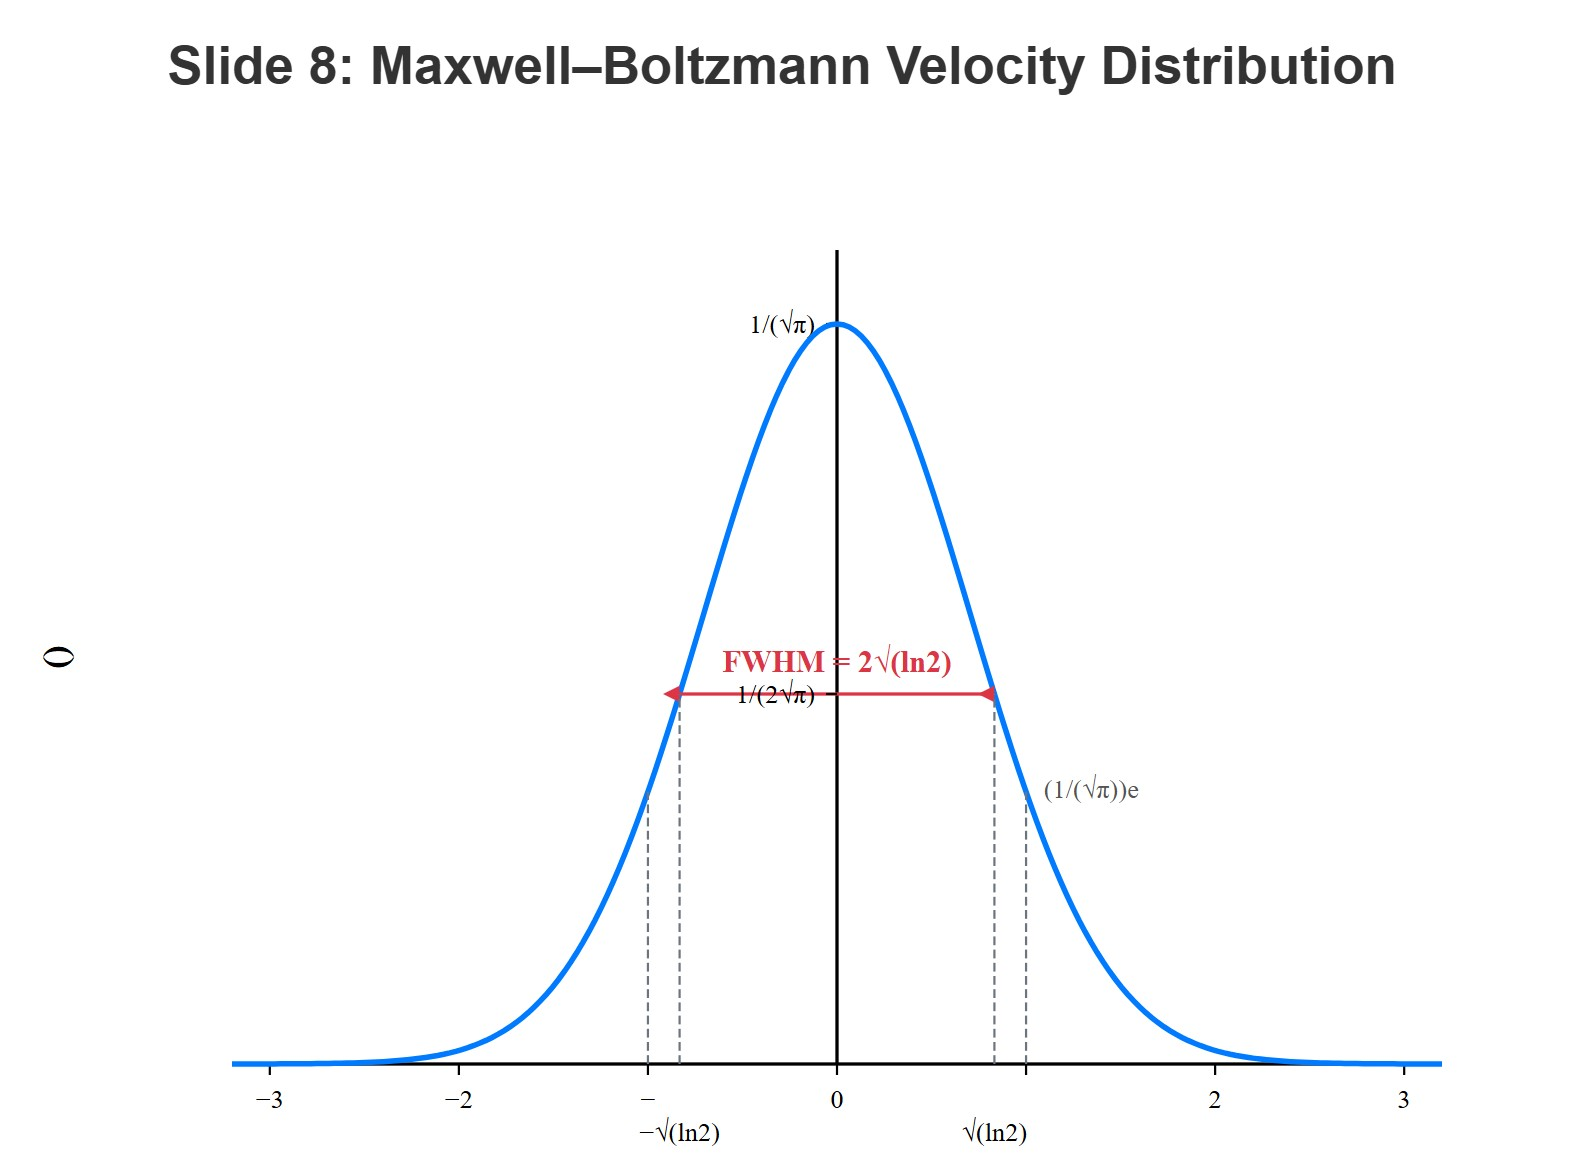 Slide 8: Maxwell–Boltzmann Velocity Distribution
1/(√π)
()
FWHM = 2√(ln2)
1/(2√π)
(1/(√π))e
−3 −2 − 0 2 3
−√(ln2) √(ln2)